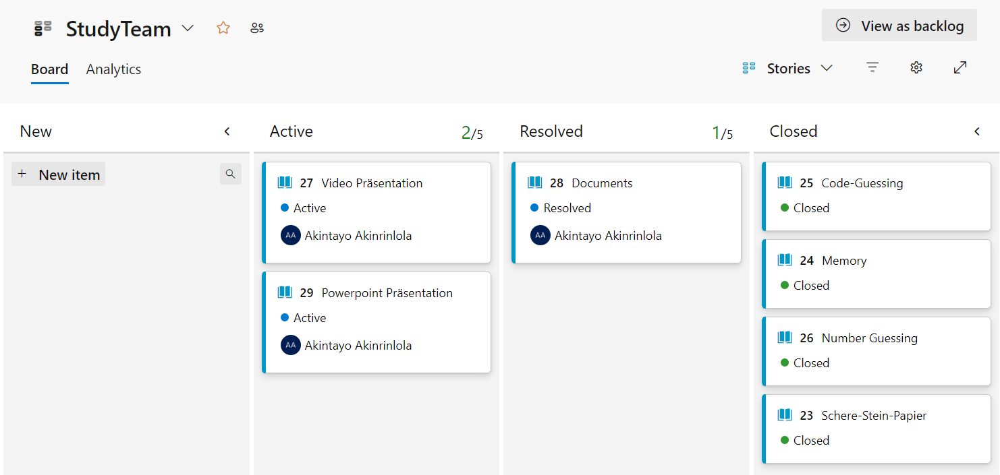 StudyTeam
View as backlog
Board Analytics
Stories
New
+ New item
Active 2/5
27 Video Präsentation
Active
AA Akintayo Akinrinlola
29 Powerpoint Präsentation
Active
AA Akintayo Akinrinlola
Resolved 1/5
28 Documents
Resolved
AA Akintayo Akinrinlola
Closed
25 Code-Guessing
Closed
24 Memory
Closed
26 Number Guessing
Closed
23 Schere-Stein-Papier
Closed